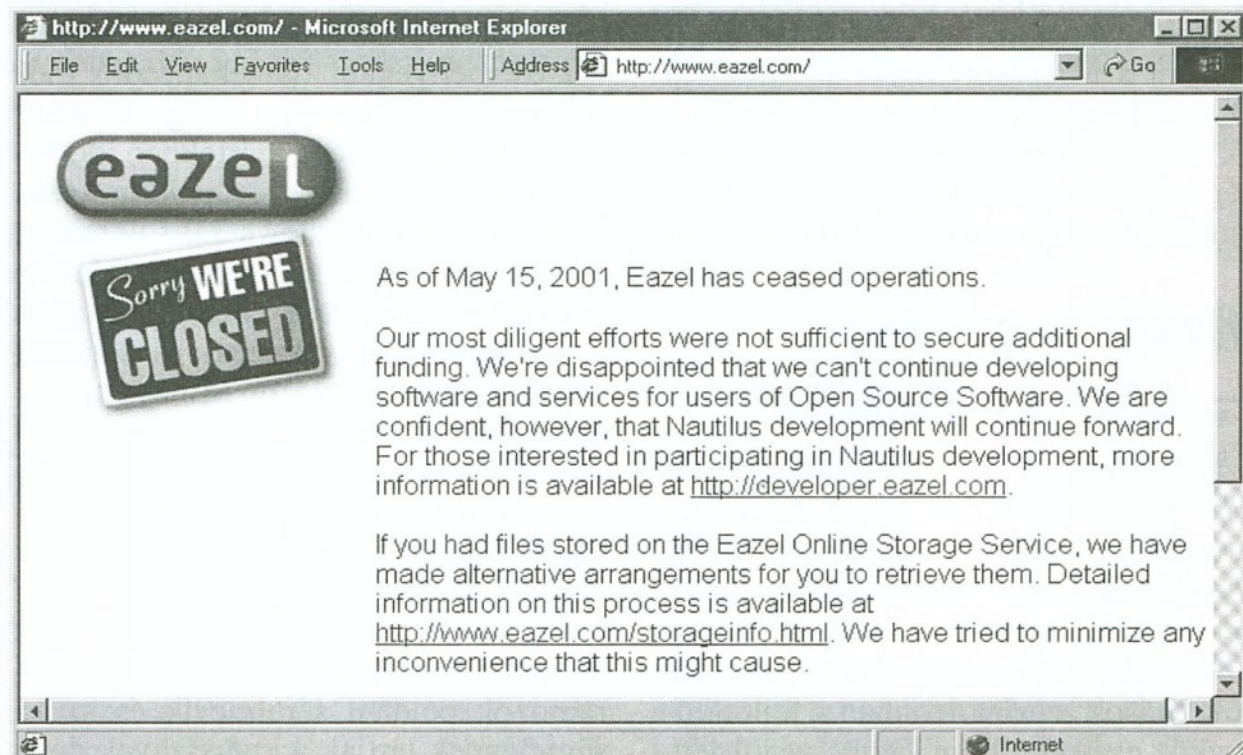 http://www.eazel.com/ - Microsoft Internet Explorer
File Edit View Favorites Tools Help Address http://www.eazel.com/ Go
eazel
Sorry WE'RE
CLOSED
As of May 15, 2001, Eazel has ceased operations.
Our most diligent efforts were not sufficient to secure additional
funding. We're disappointed that we can't continue developing
software and services for users of Open Source Software. We are
confident, however, that Nautilus development will continue forward.
For those interested in participating in Nautilus development, more
information is available at http://developer.eazel.com.
If you had files stored on the Eazel Online Storage Service, we have
made alternative arrangements for you to retrieve them. Detailed
information on this process is available at
http://www.eazel.com/storageinfo.html. We have tried to minimize any
inconvenience that this might cause.
Internet